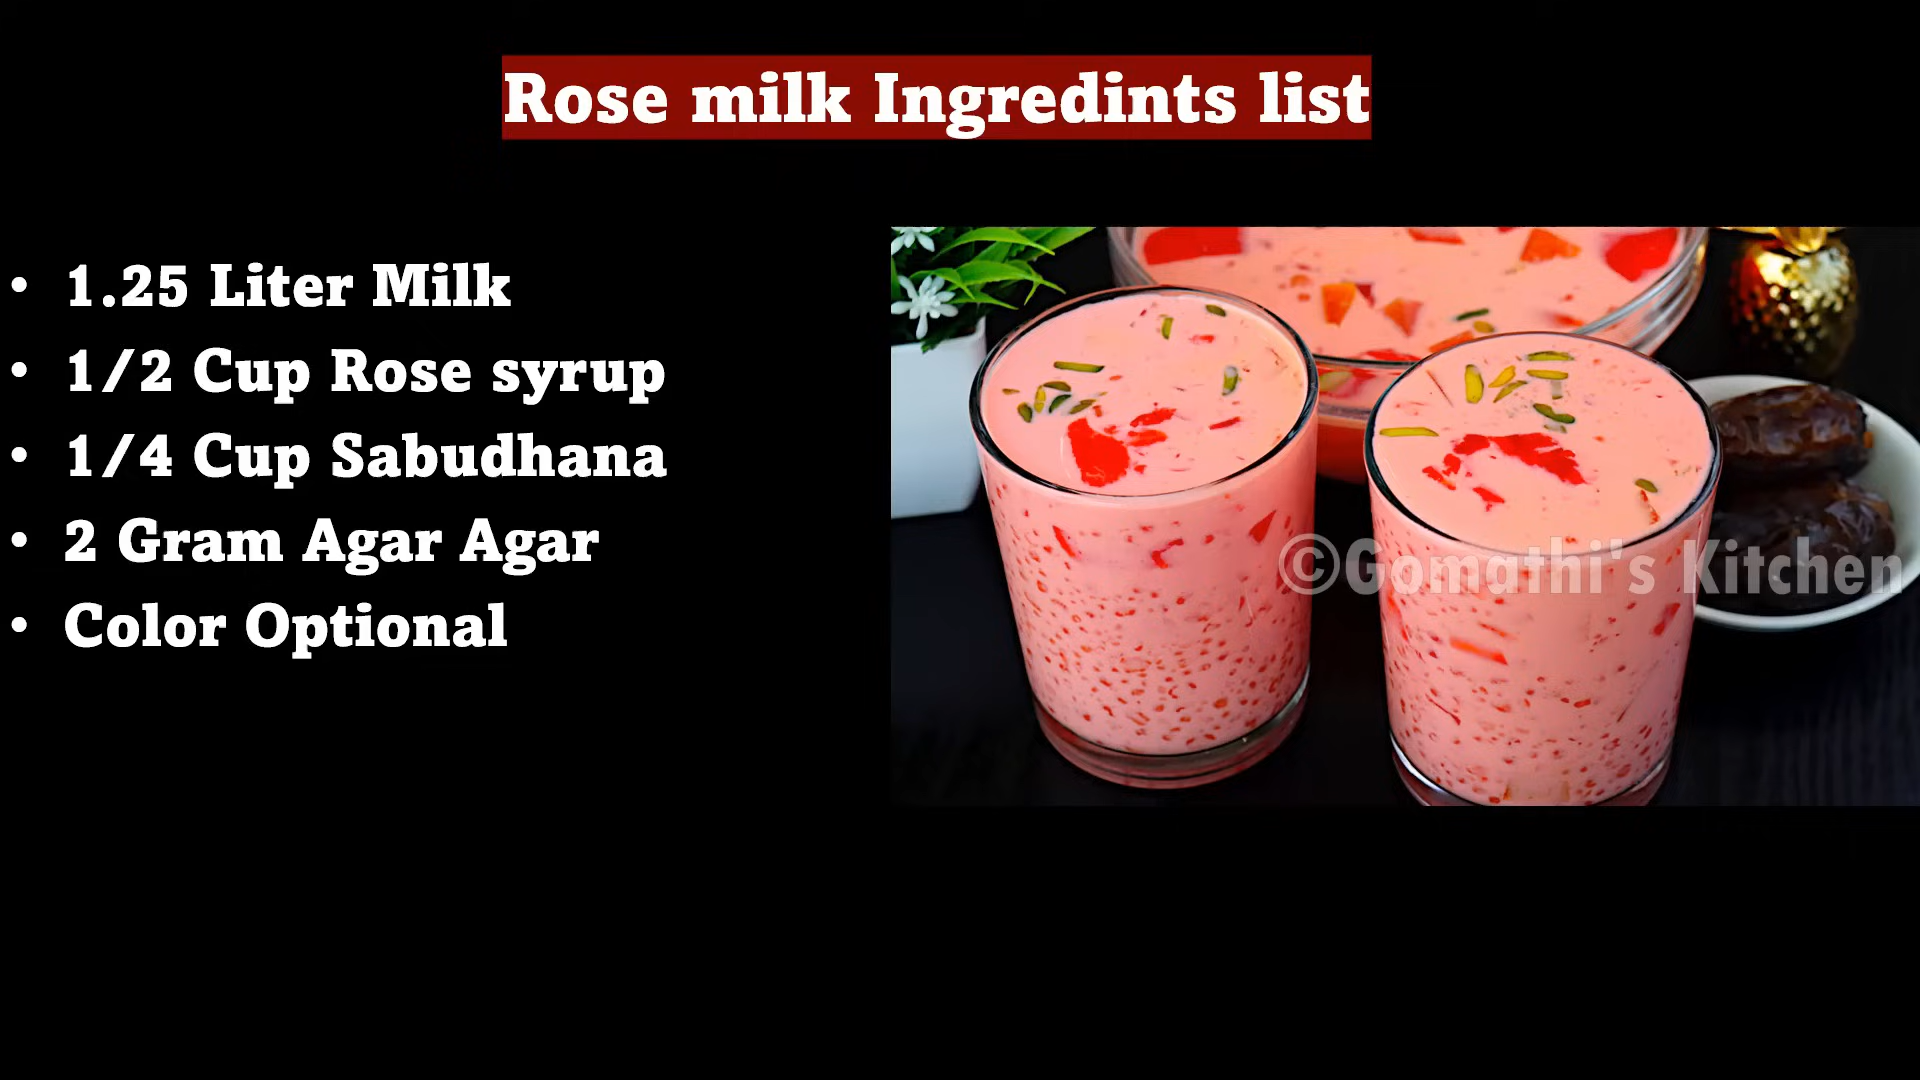 Rose milk Ingredints list
• 1.25 Liter Milk
• 1/2 Cup Rose syrup
• 1/4 Cup Sabudhana
• 2 Gram Agar Agar
• Color Optional
©Gomathi's Kitchen